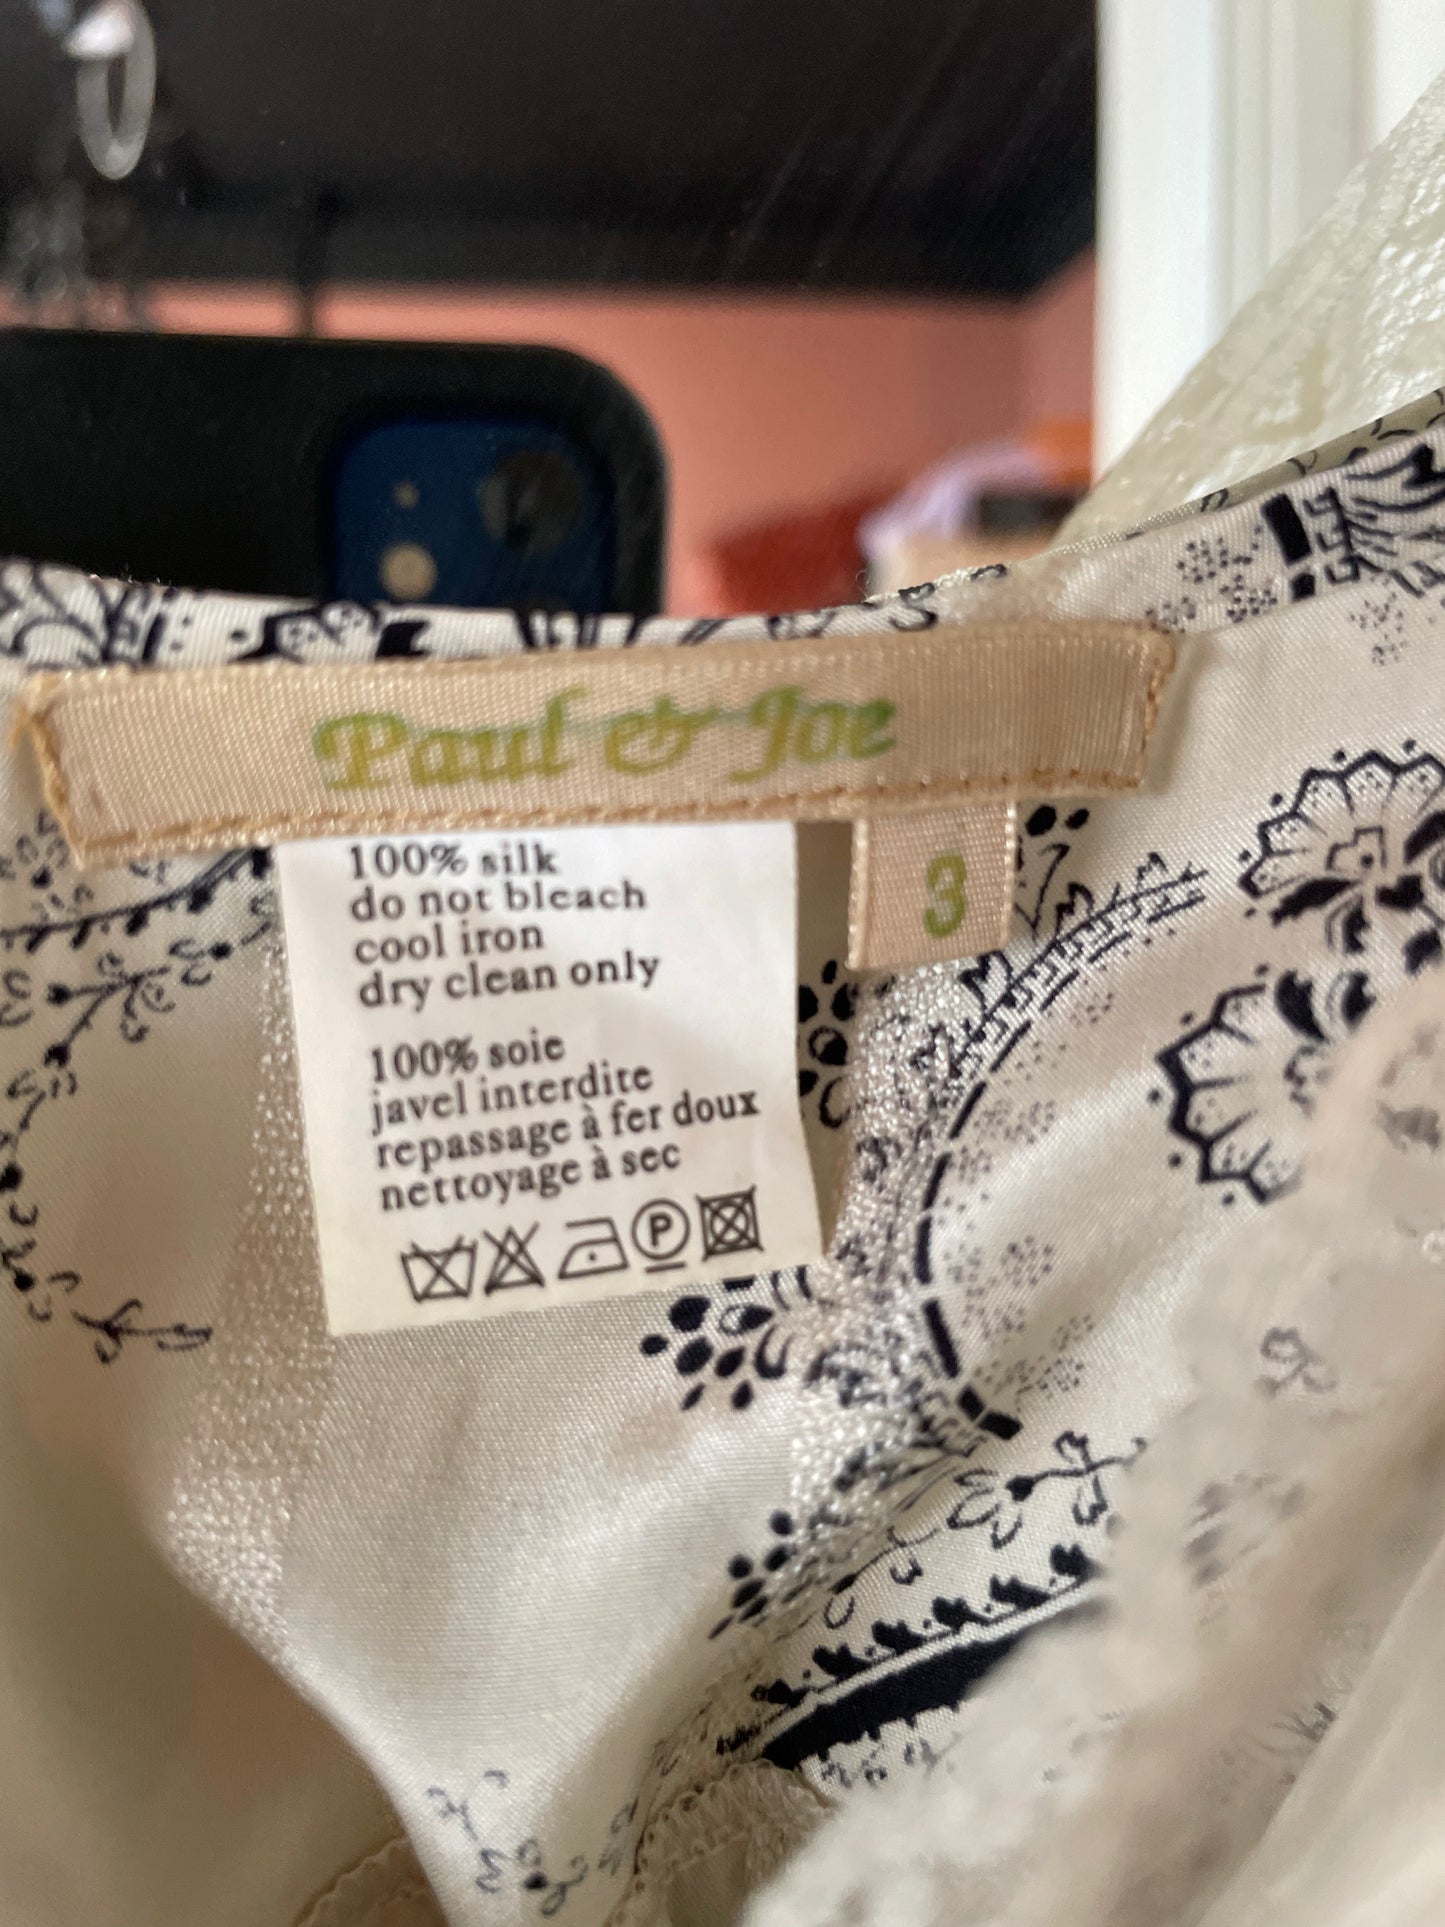 Paul & Joe
3
100% silk
do not bleach
cool iron
dry clean only
100% soie
javel interdite
repassage à fer doux
nettoyage à sec
P